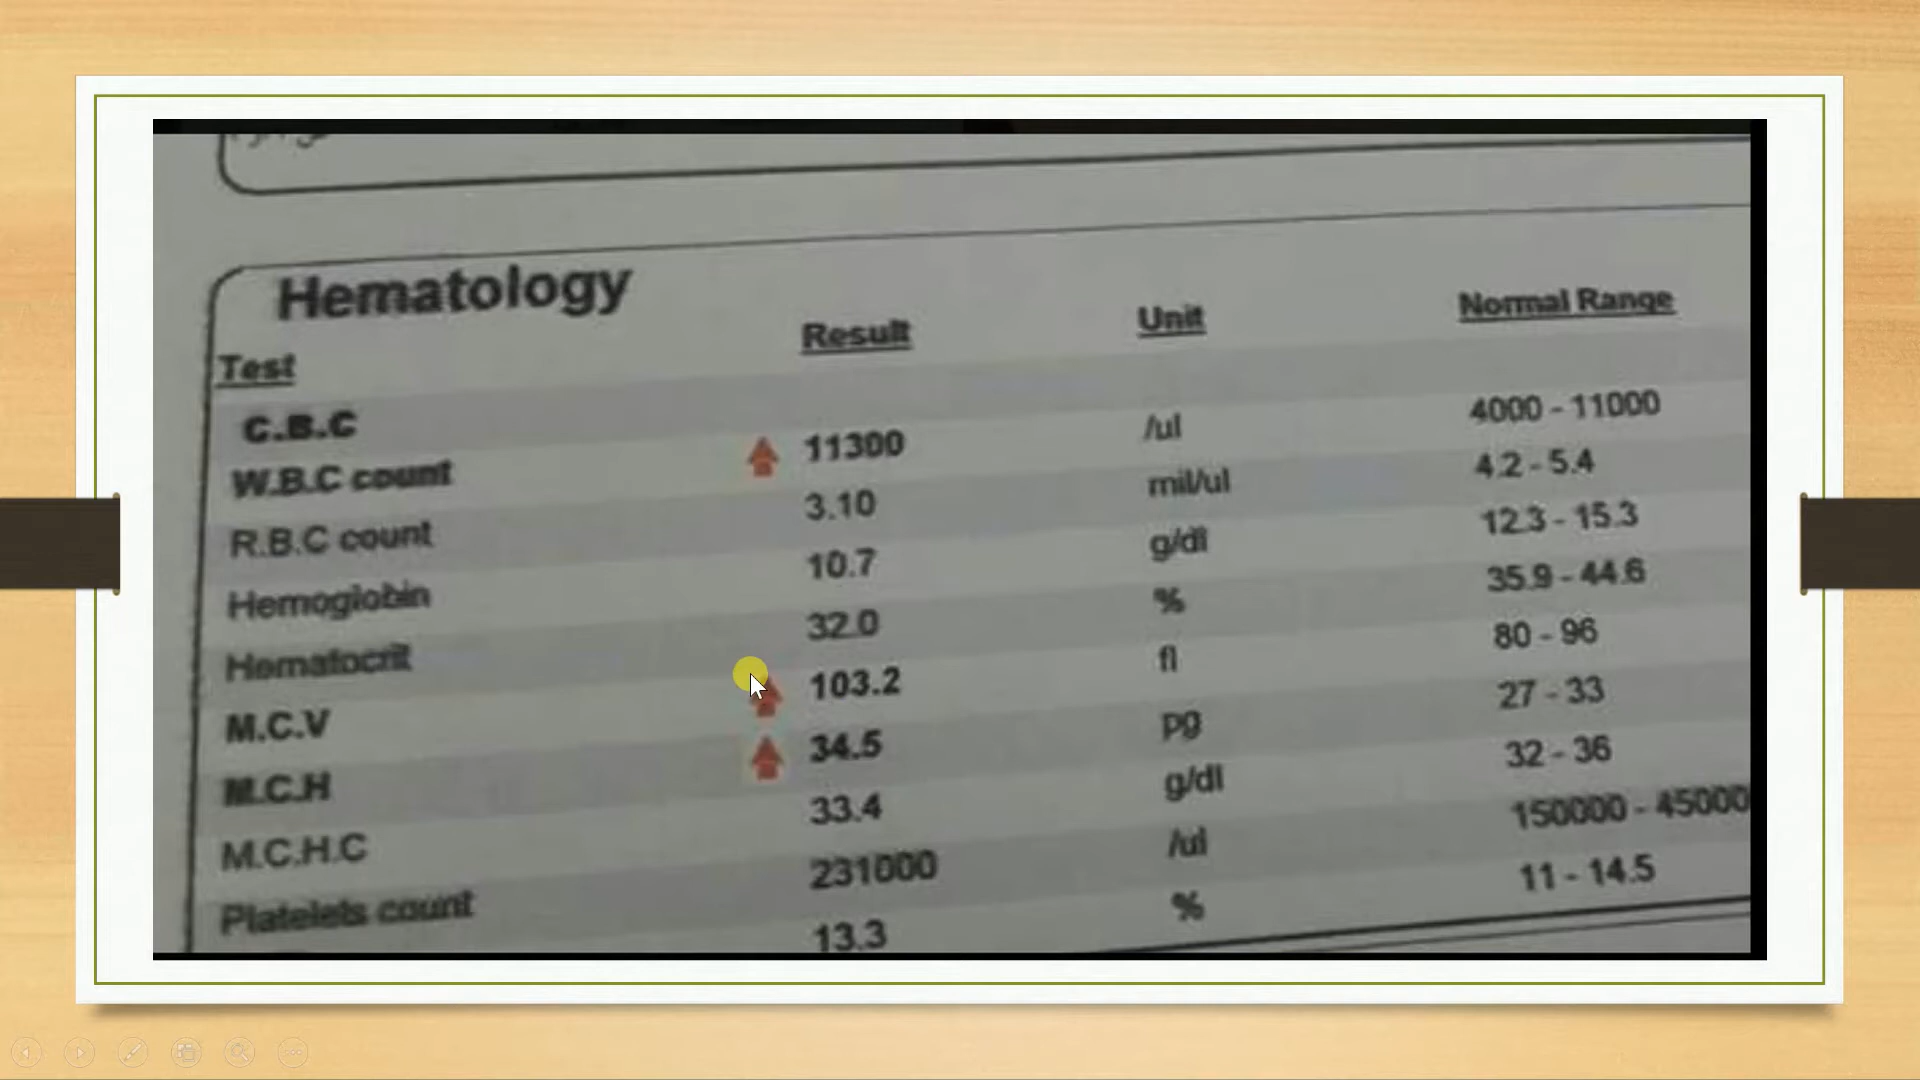 Hematology
Test Result Unit Normal Range
C.B.C
W.B.C count 11300 /ul 4000 - 11000
R.B.C count 3.10 mil/ul 4.2 - 5.4
Hemoglobin 10.7 g/dl 12.3 - 15.3
Hematocrit 32.0 % 35.9 - 44.6
M.C.V 103.2 fl 80 - 96
M.C.H 34.5 pg 27 - 33
M.C.H.C 33.4 g/dl 32 - 36
Platelets count 231000 /ul 150000 - 45000
13.3 % 11 - 14.5